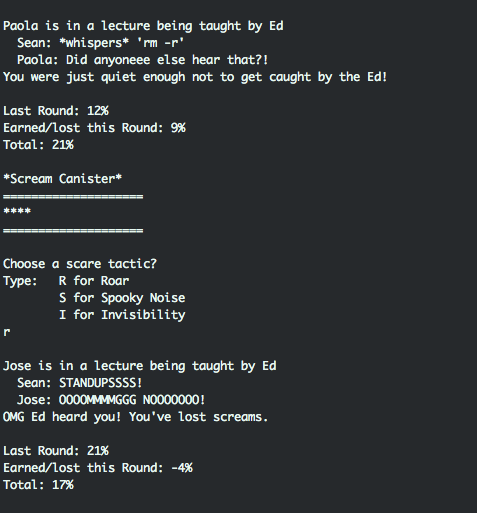 Paola is in a lecture being taught by Ed
  Sean: *whispers* 'rm -r'
  Paola: Did anyoneee else hear that?!
You were just quiet enough not to get caught by the Ed!

Last Round: 12%
Earned/lost this Round: 9%
Total: 21%

*Scream Canister*
====================
****
====================

Choose a scare tactic?
Type:   R for Roar
        S for Spooky Noise
        I for Invisibility
r

Jose is in a lecture being taught by Ed
  Sean: STANDUPSSSS!
  Jose: OOOOMMMMGGG NOOOOOOO!
OMG Ed heard you! You've lost screams.

Last Round: 21%
Earned/lost this Round: -4%
Total: 17%